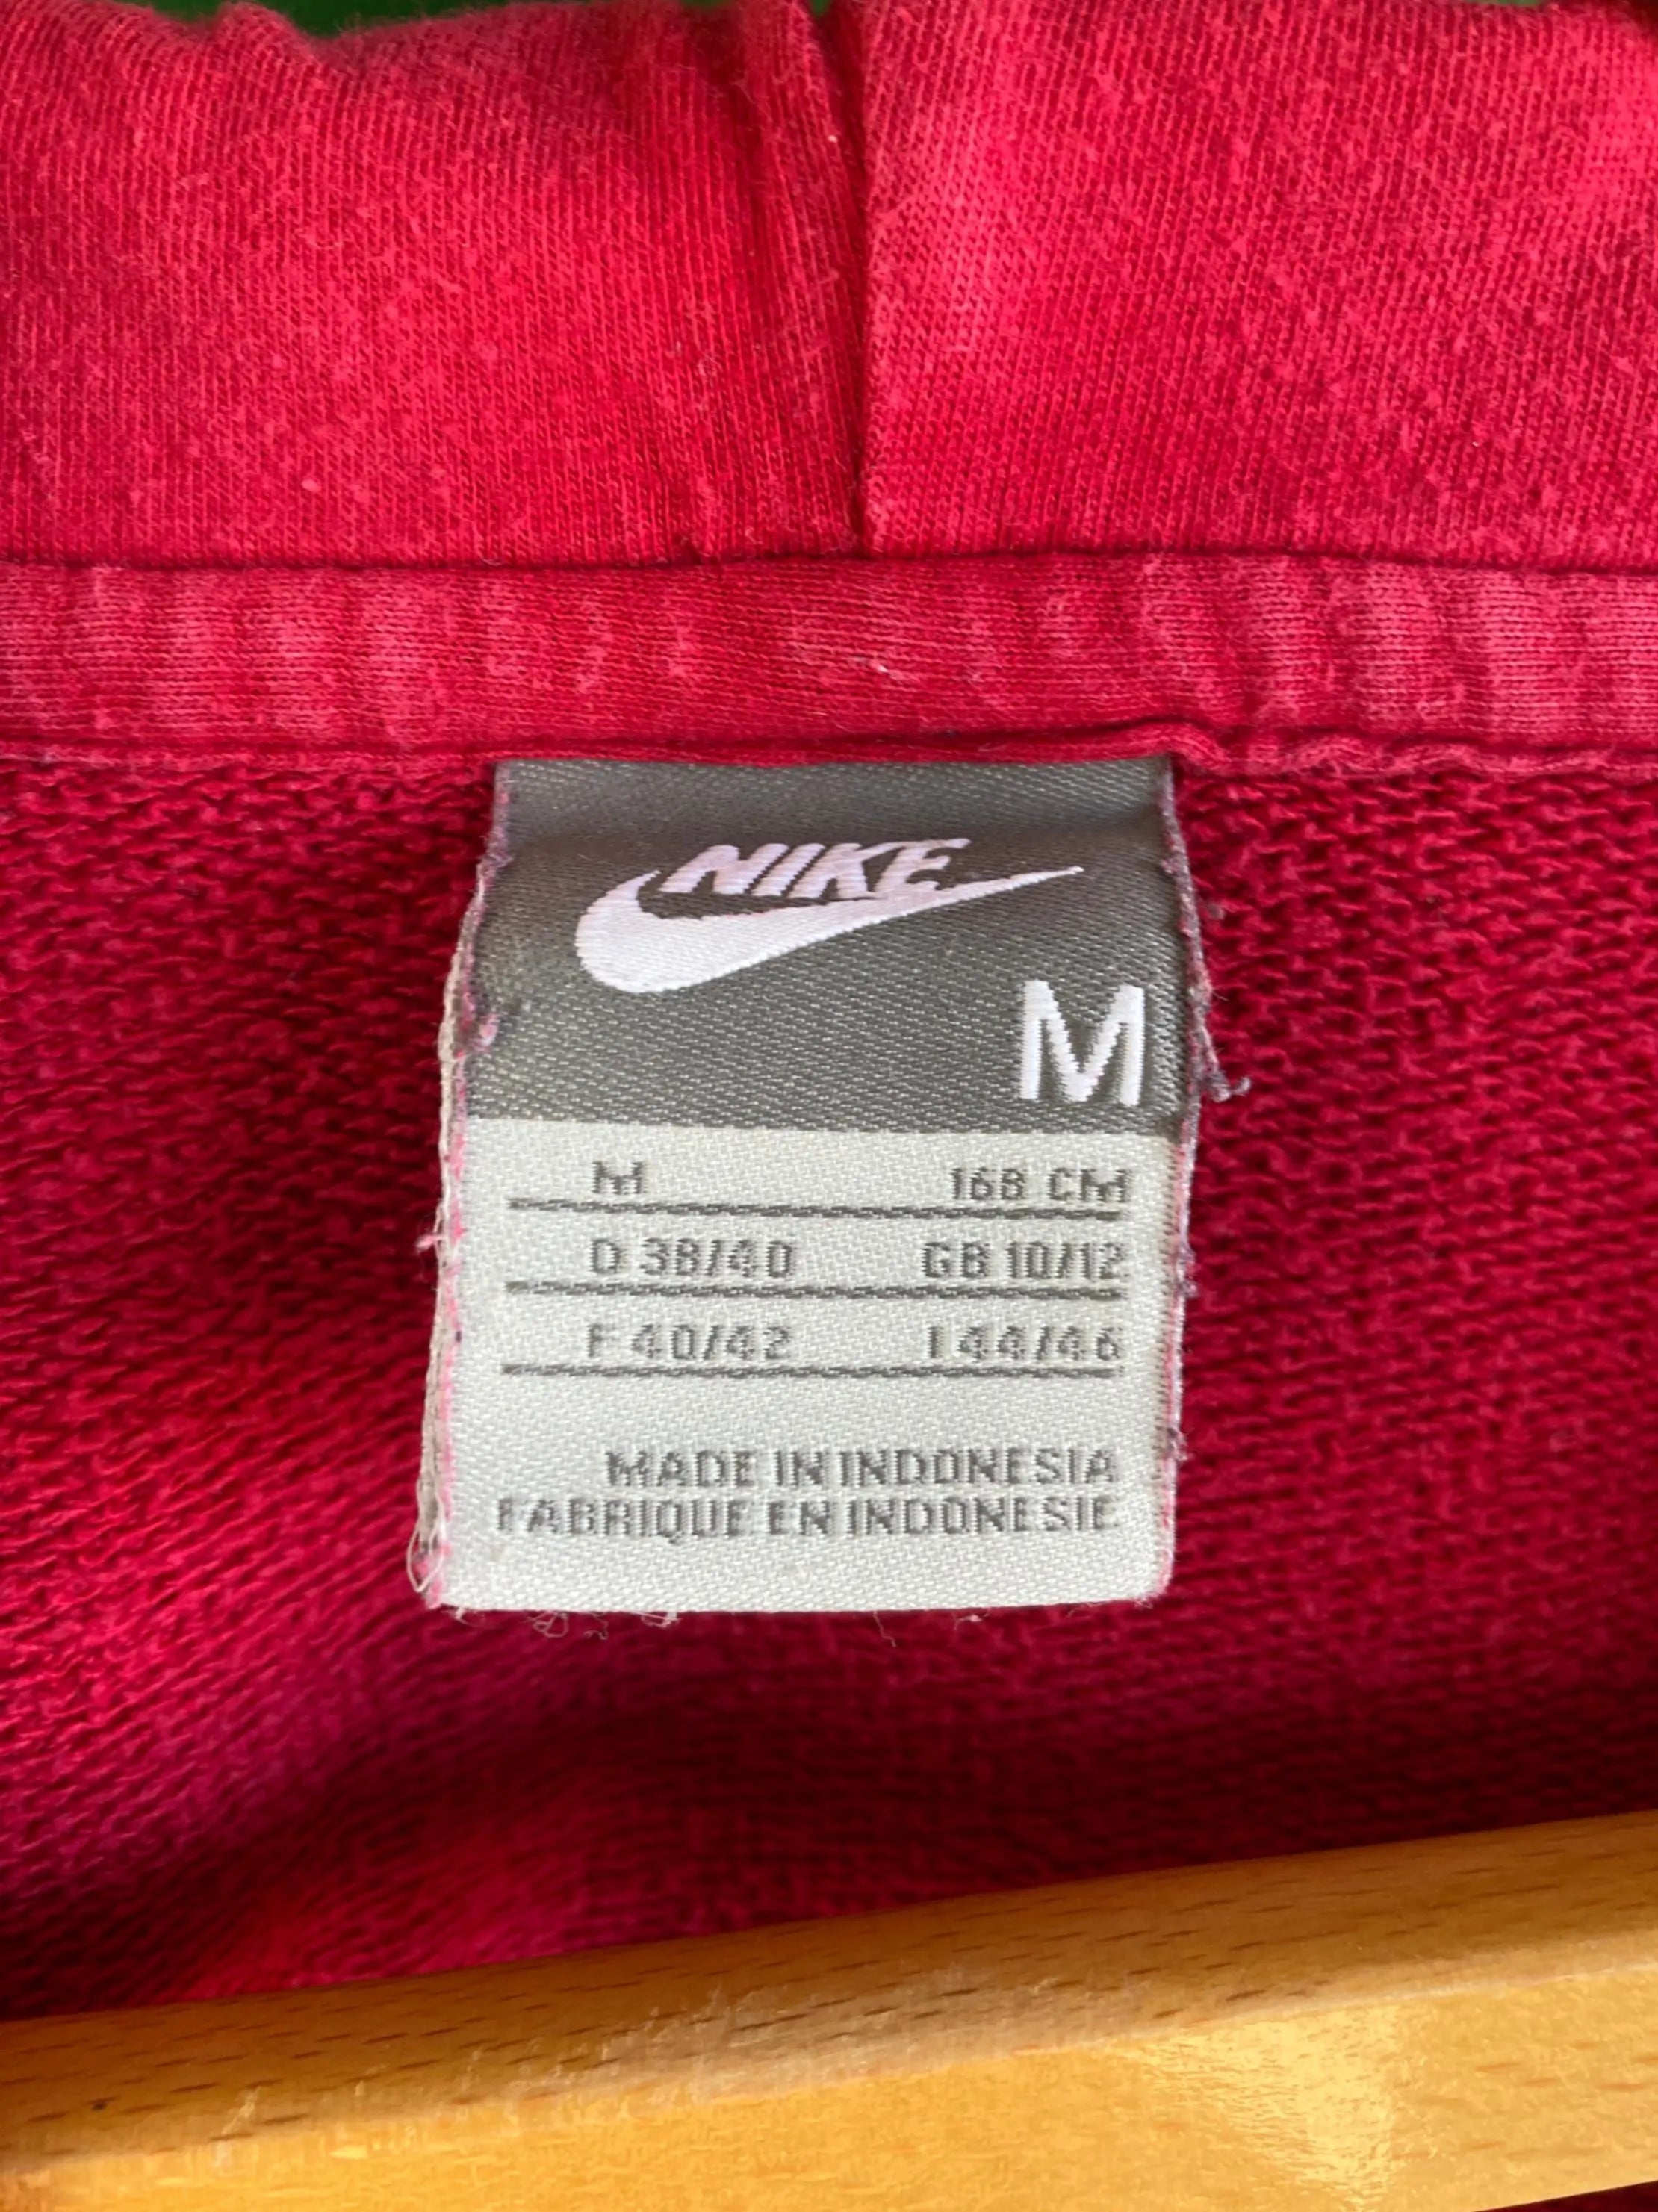 NIKE
M
M 168 CM
D 38/40 GB 10/12
F 40/42 I 44/46
MADE IN INDONESIA
FABRIQUE EN INDONESIE